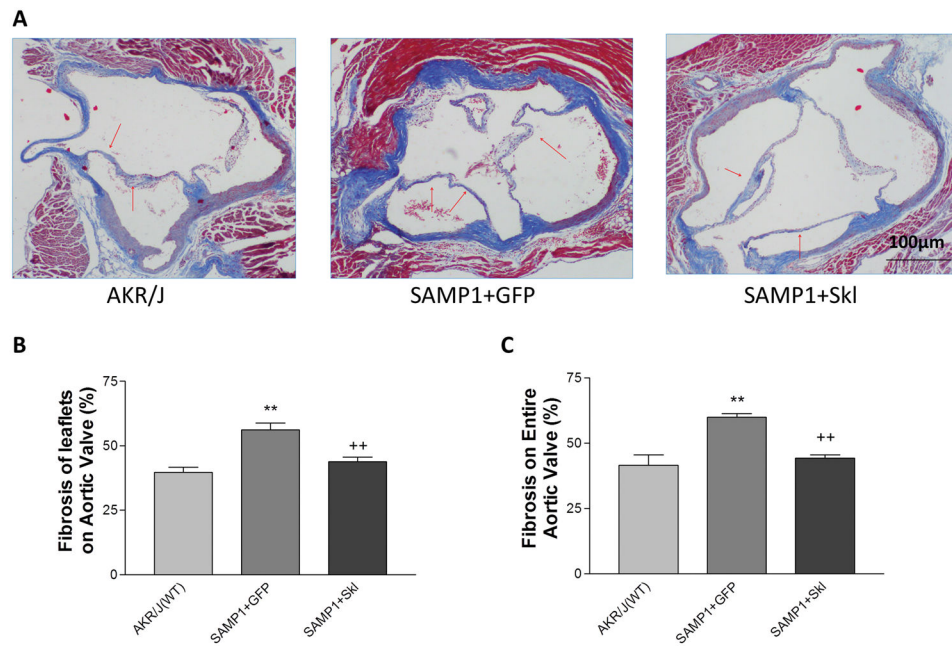 A
100μm
AKR/J
SAMP1+GFP
SAMP1+Skl
B
Fibrosis of leaflets
on Aortic Valve (%)
75
50
25
0
**
++
AKR/J(WT)
SAMP1+GFP
SAMP1+Skl
C
Fibrosis on Entire
Aortic Valve (%)
75
50
25
0
**
++
AKR/J(WT)
SAMP1+GFP
SAMP1+Skl